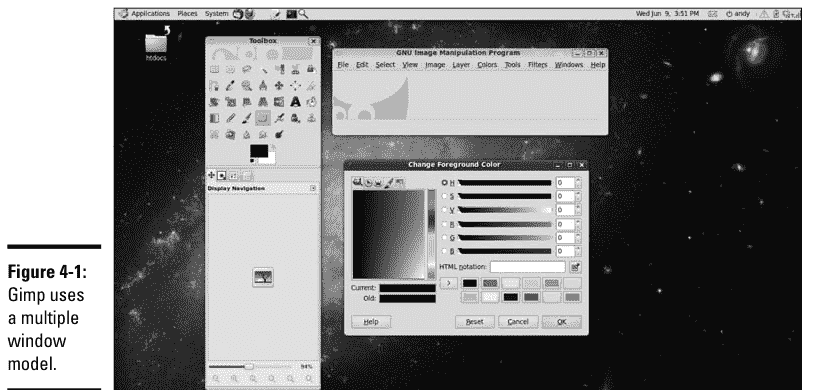 Applications Places System
Wed Jun 9, 3:51 PM
andy
htdocs
Toolbox
Display Navigation
94%
GNU Image Manipulation Program
File Edit Select View Image Layer Colors Tools Filters Windows Help
Change Foreground Color
H 0
S 0
V 0
R 0
G 0
B 0
HTML notation:
Current:
Old:
Help Reset Cancel OK
Figure 4-1:
Gimp uses
a multiple
window
model.